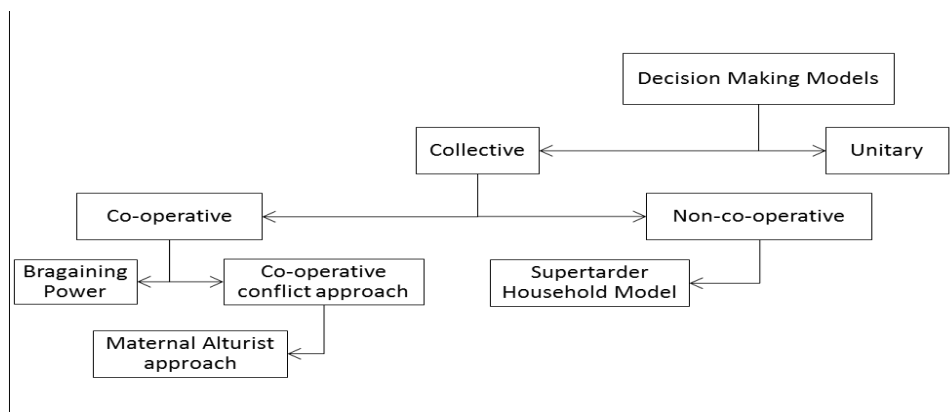 Decision Making Models
Collective
Unitary
Co-operative
Non-co-operative
Bragaining
Power
Co-operative
conflict approach
Supertarder
Household Model
Maternal Alturist
approach